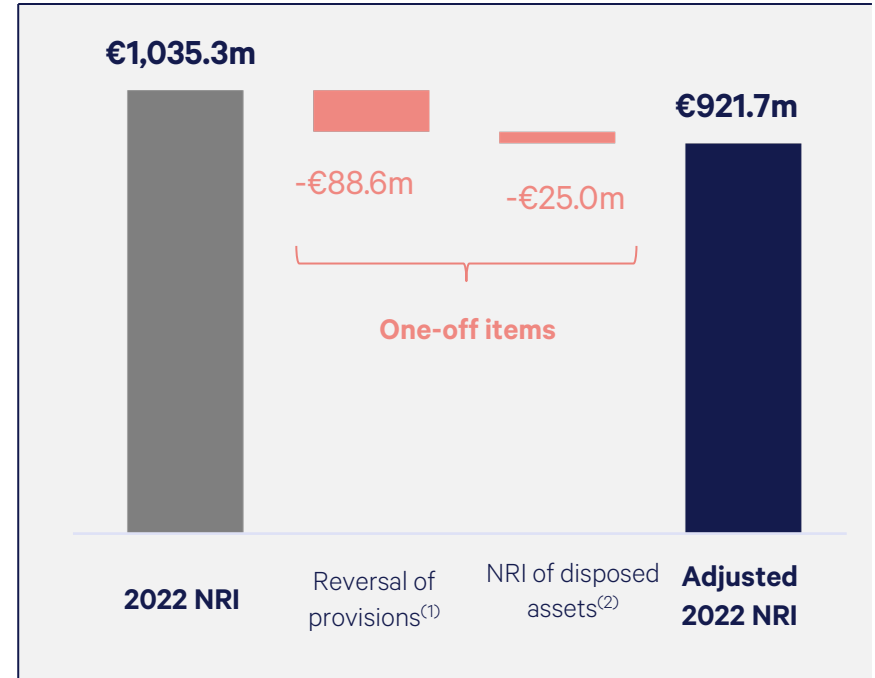 €1,035.3m
€921.7m
-€88.6m
-€25.0m
One-off items
2022 NRI
Reversal of
provisions(1)
NRI of disposed
assets(2)
Adjusted
2022 NRI